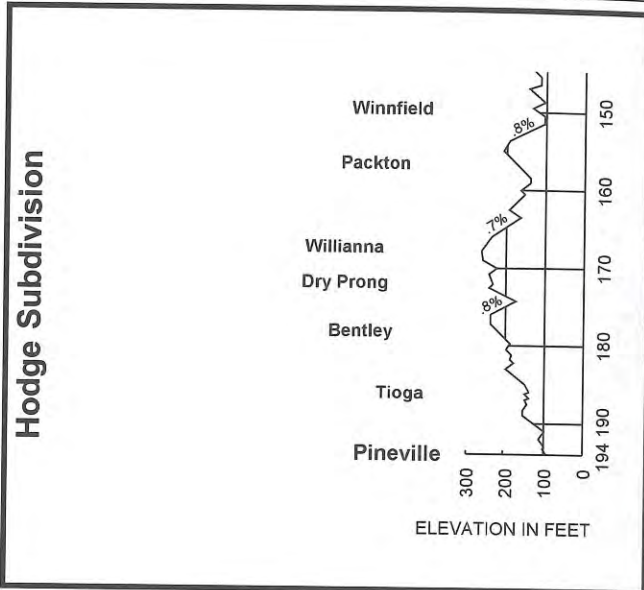 Hodge Subdivision
Winnfield
Packton
Willianna
Dry Prong
Bentley
Tioga
Pineville
.8%
.7%
.8%
150
160
170
180
190
194
300
200
100
0
ELEVATION IN FEET